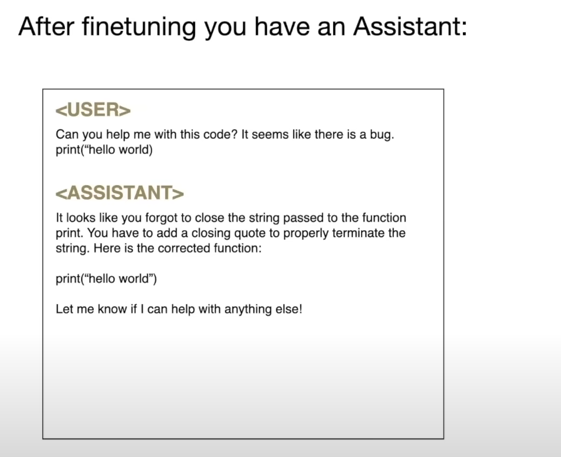 After finetuning you have an Assistant:
<USER>
Can you help me with this code? It seems like there is a bug.
print(“hello world)
<ASSISTANT>
It looks like you forgot to close the string passed to the function
print. You have to add a closing quote to properly terminate the
string. Here is the corrected function:
print(“hello world”)
Let me know if I can help with anything else!